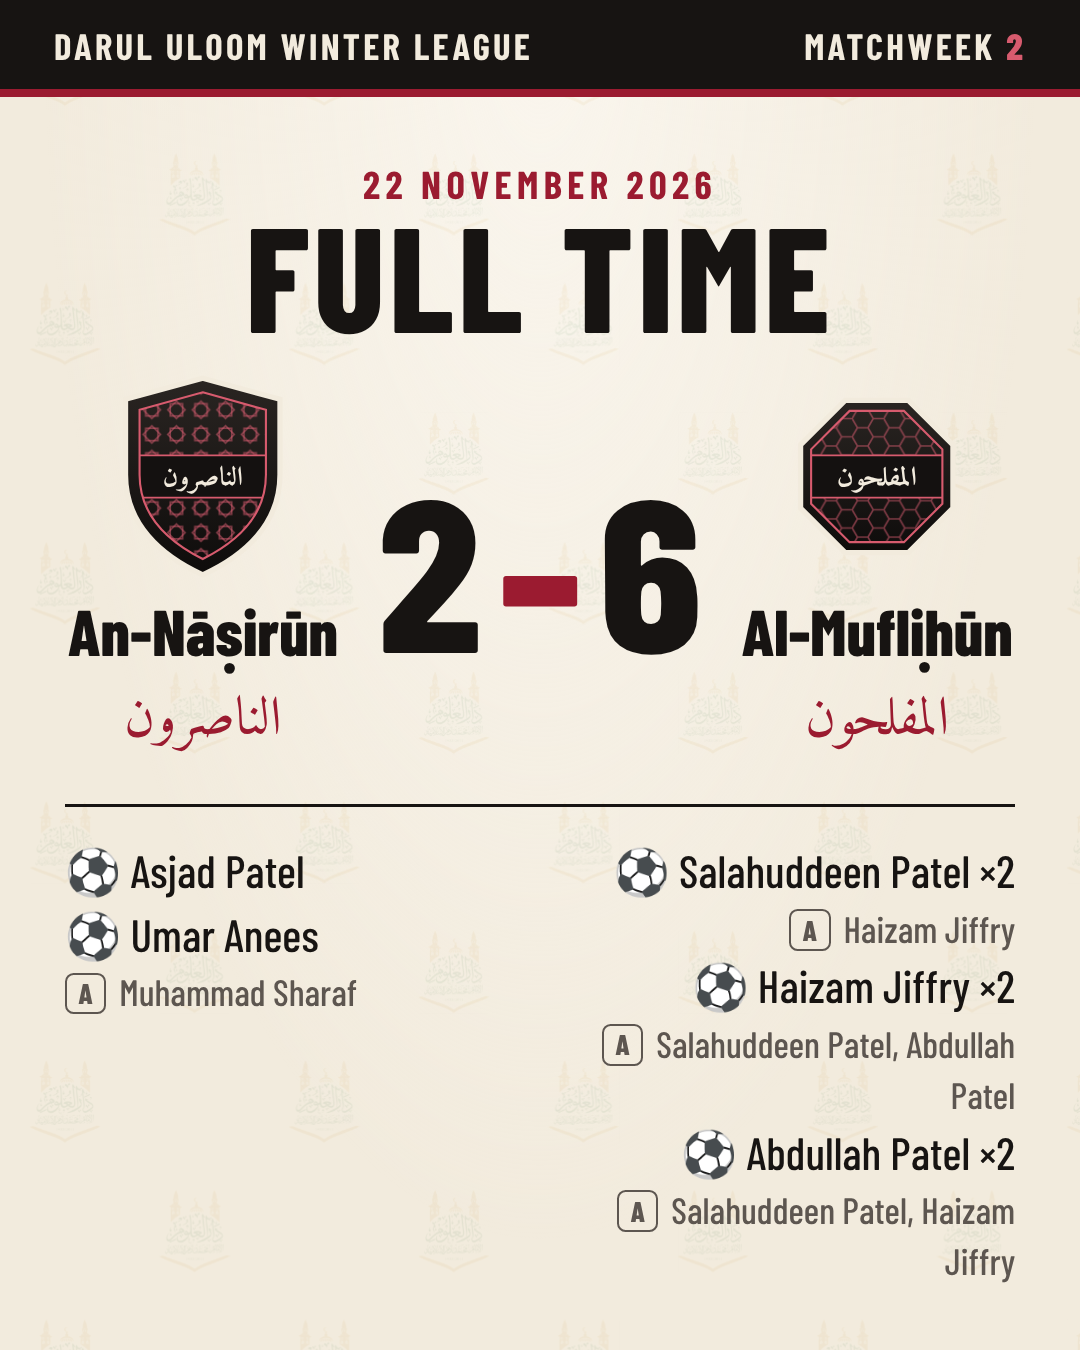 DARUL ULOOM WINTER LEAGUE
MATCHWEEK 2
22 NOVEMBER 2026
FULL TIME
الناصرون
المفلحون
2-6
An-Nāṣirūn
Al-Mufliḥūn
الناصرون
المفلحون
Asjad Patel
Umar Anees
A Muhammad Sharaf
Salahuddeen Patel ×2
A Haizam Jiffry
Haizam Jiffry ×2
A Salahuddeen Patel, Abdullah
Patel
Abdullah Patel ×2
A Salahuddeen Patel, Haizam
Jiffry